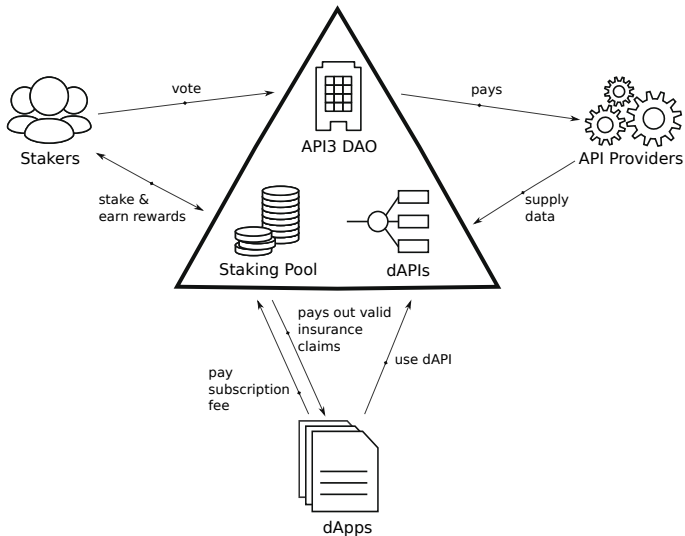 vote
pays
API3 DAO
Stakers
API Providers
stake &
earn rewards
supply
data
Staking Pool
dAPIs
pays out valid
insurance
claims
use dAPI
pay
subscription
fee
dApps